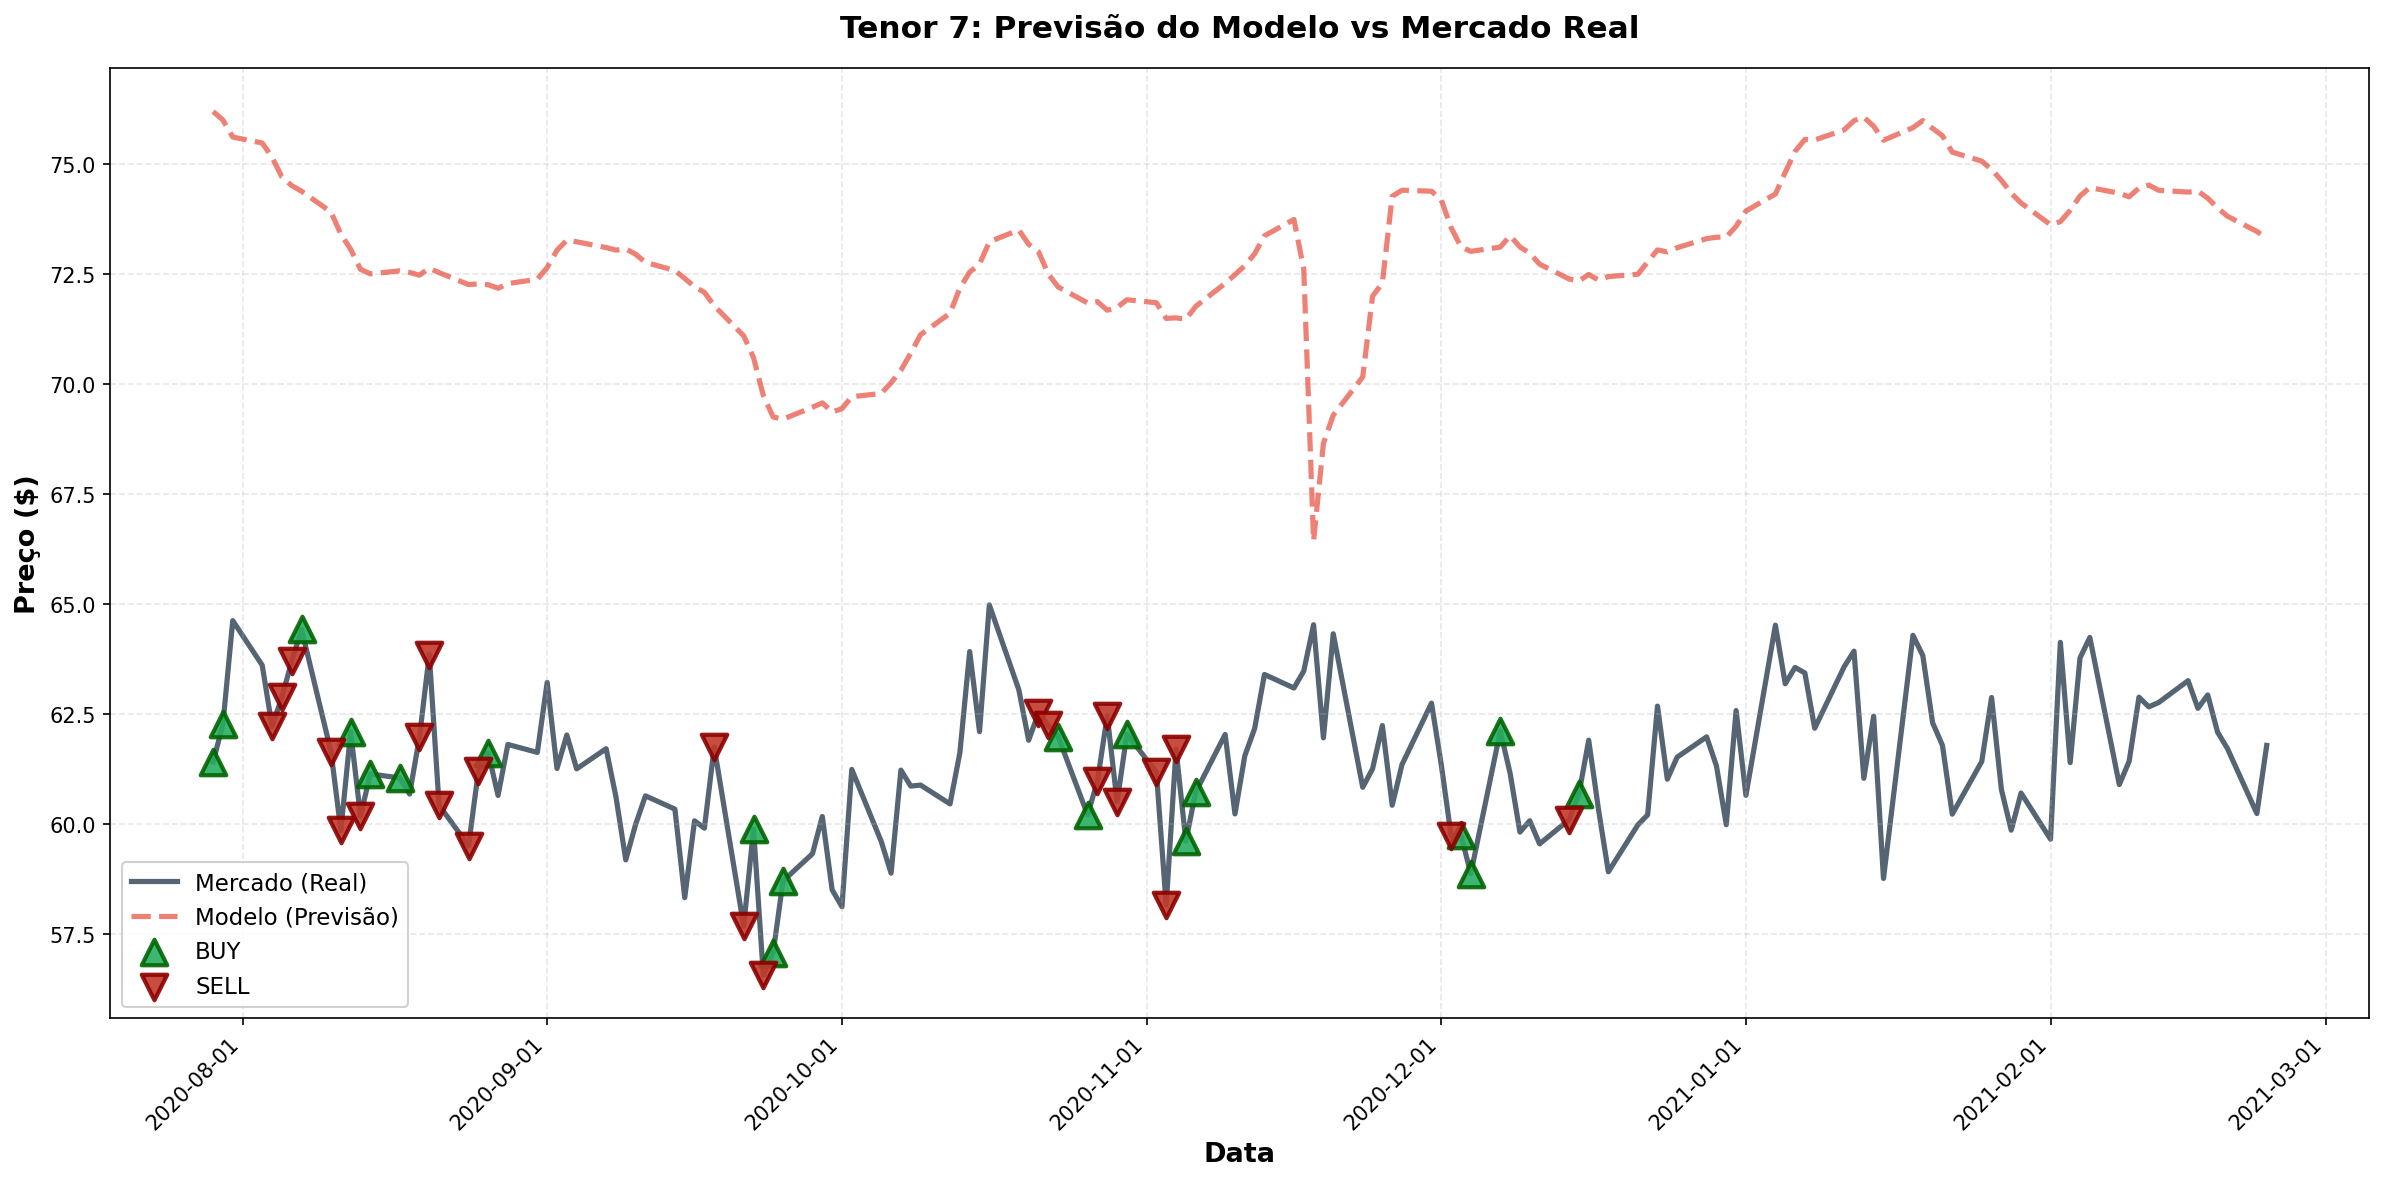 Tenor 7: Previsão do Modelo vs Mercado Real
Preço ($)
75.0
72.5
70.0
67.5
65.0
62.5
60.0
57.5
Mercado (Real)
Modelo (Previsão)
BUY
SELL
2020-08-01
2020-09-01
2020-10-01
2020-11-01
2020-12-01
2021-01-01
2021-02-01
2021-03-01
Data